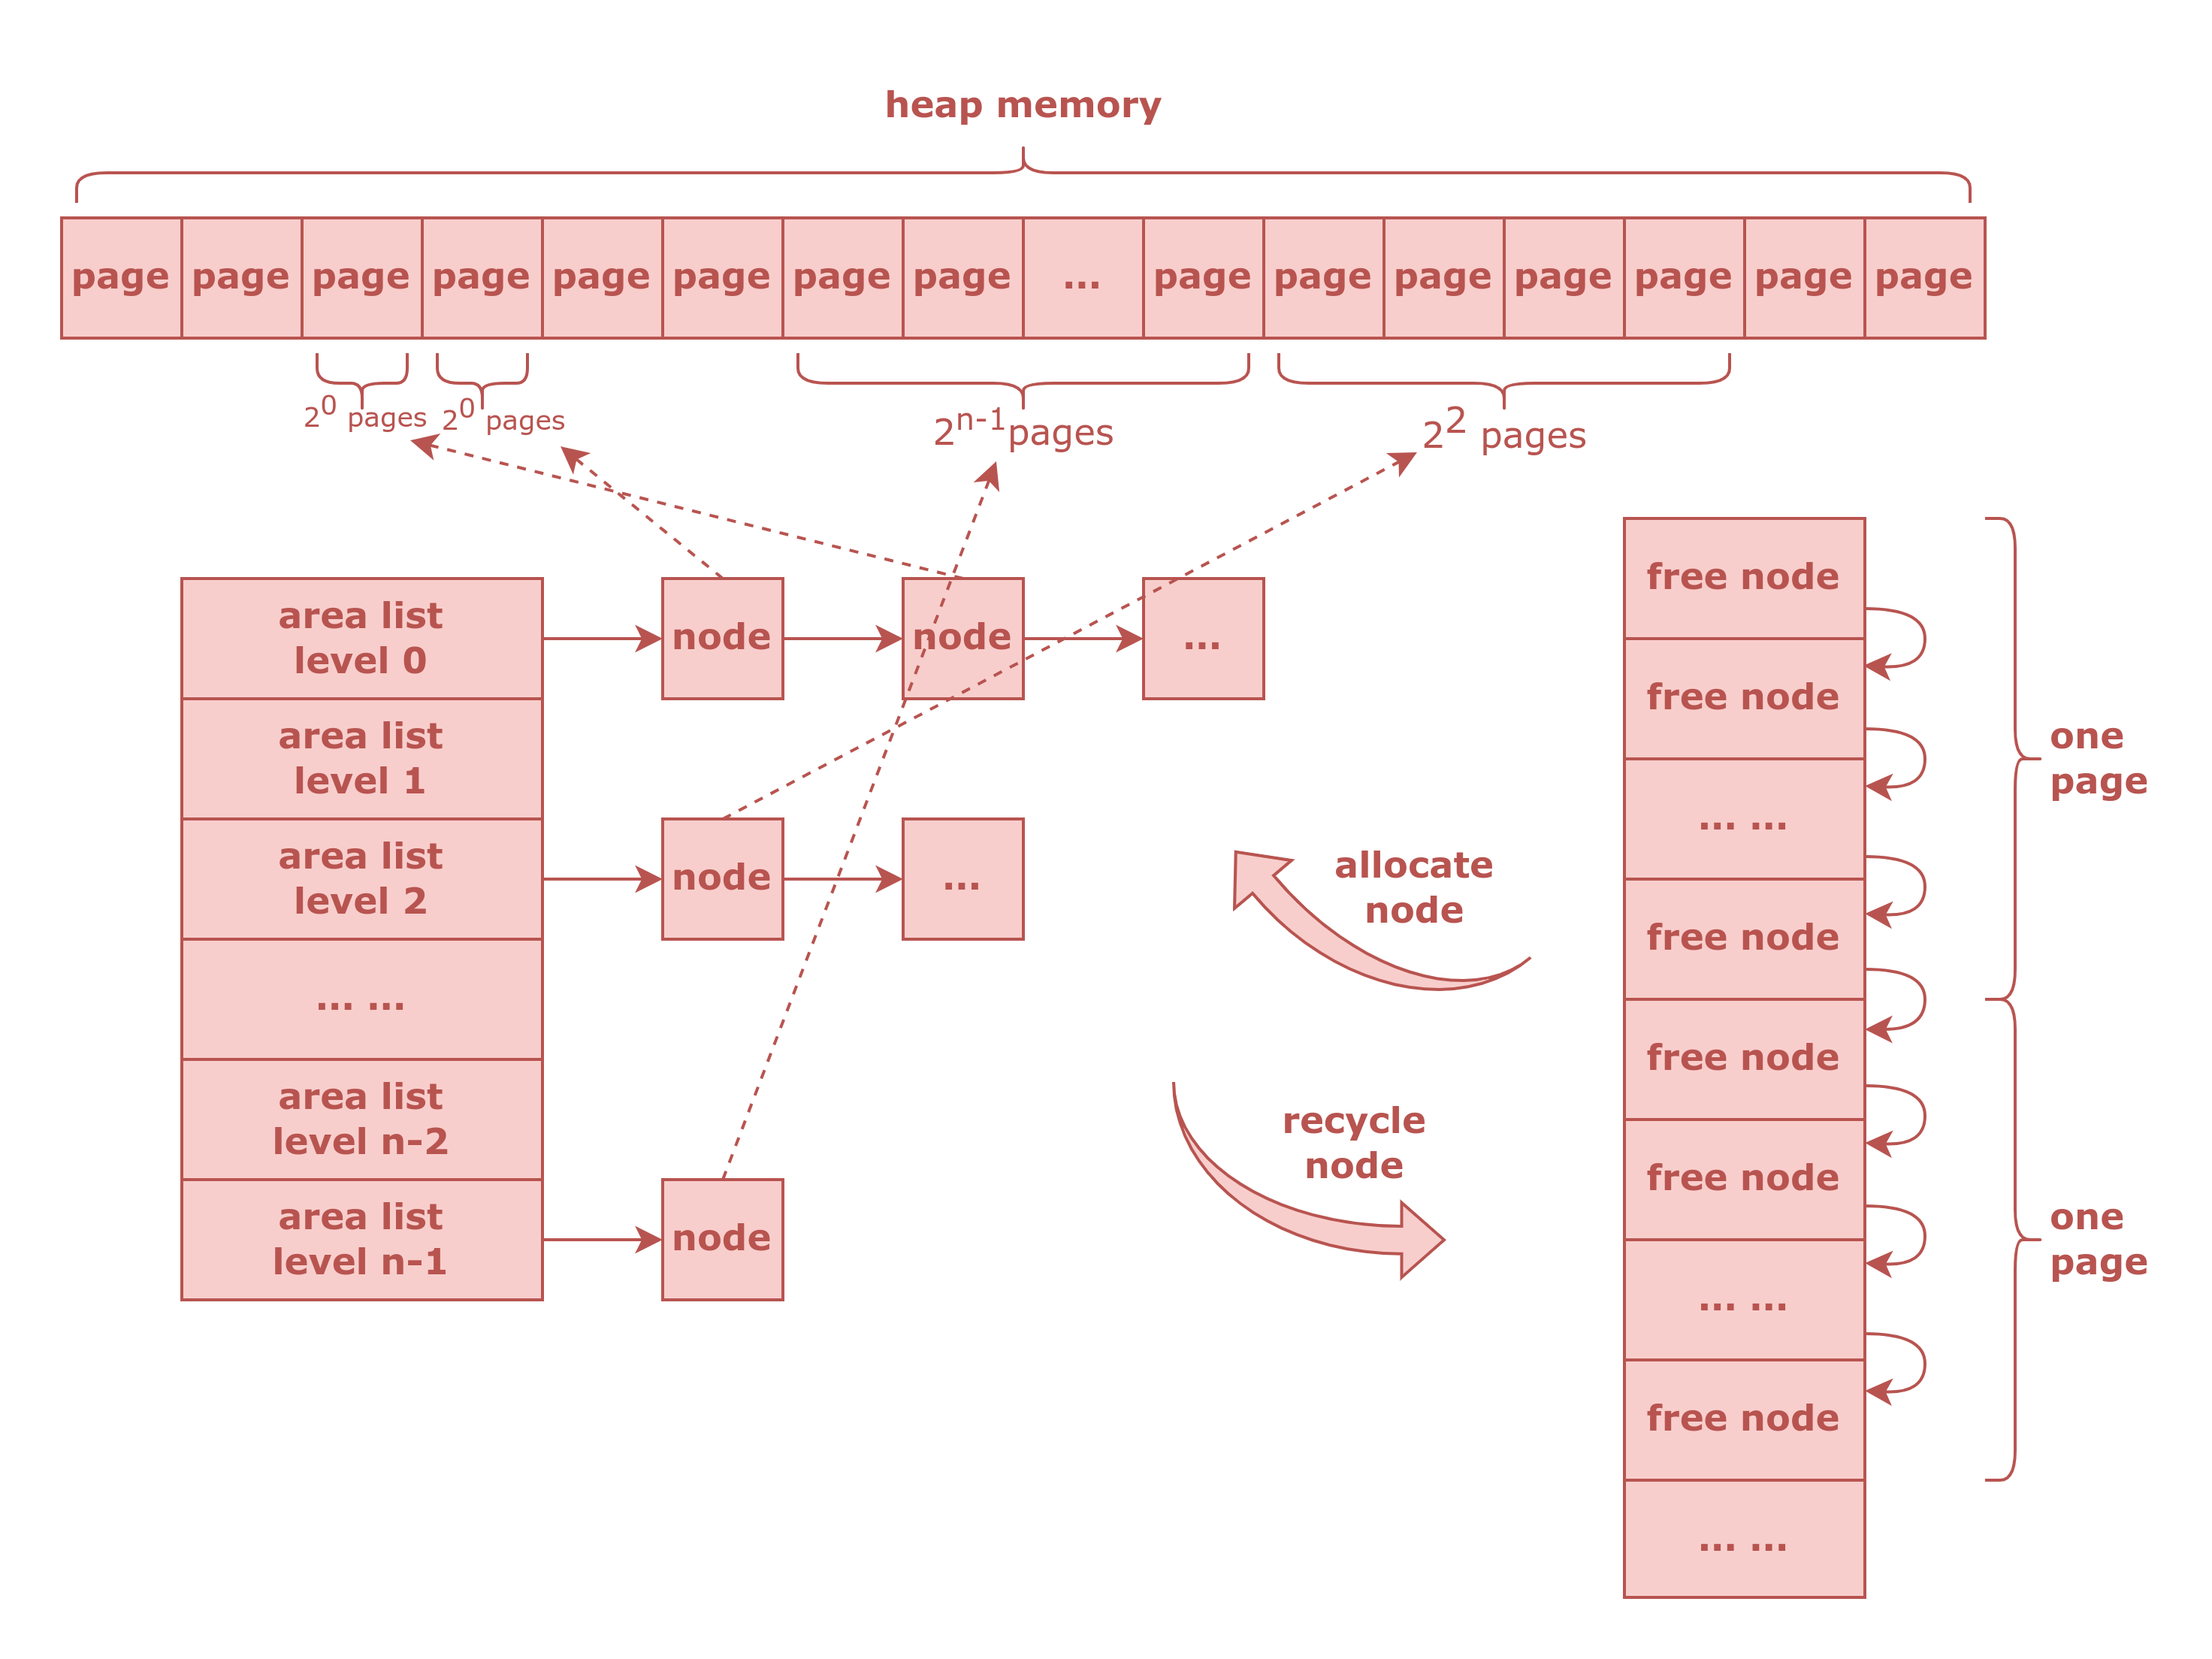 heap memory
page page page page page page page page ... page page page page page page page
2^0 pages 2^0 pages 2^n-1 pages 2^2 pages
area list
level 0
node node ...
area list
level 1
area list
level 2
node ...
... ...
area list
level n-2
area list
level n-1
node
allocate
node
recycle
node
free node
free node
... ...
free node
free node
free node
... ...
free node
... ...
one
page
one
page